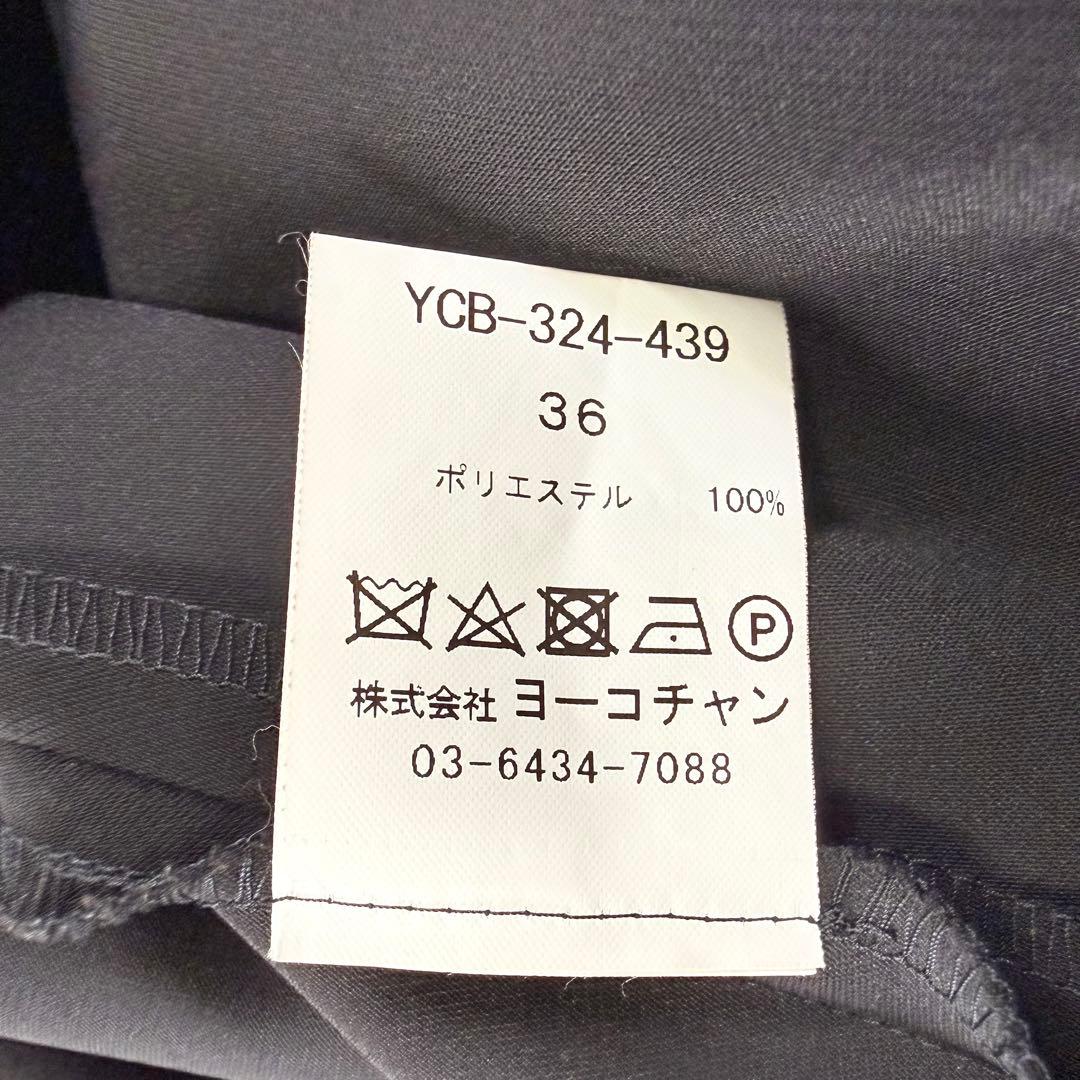 YCB-324-439
36
ポリエステル 100%
P
株式会社 ヨーコチャン
03-6434-7088